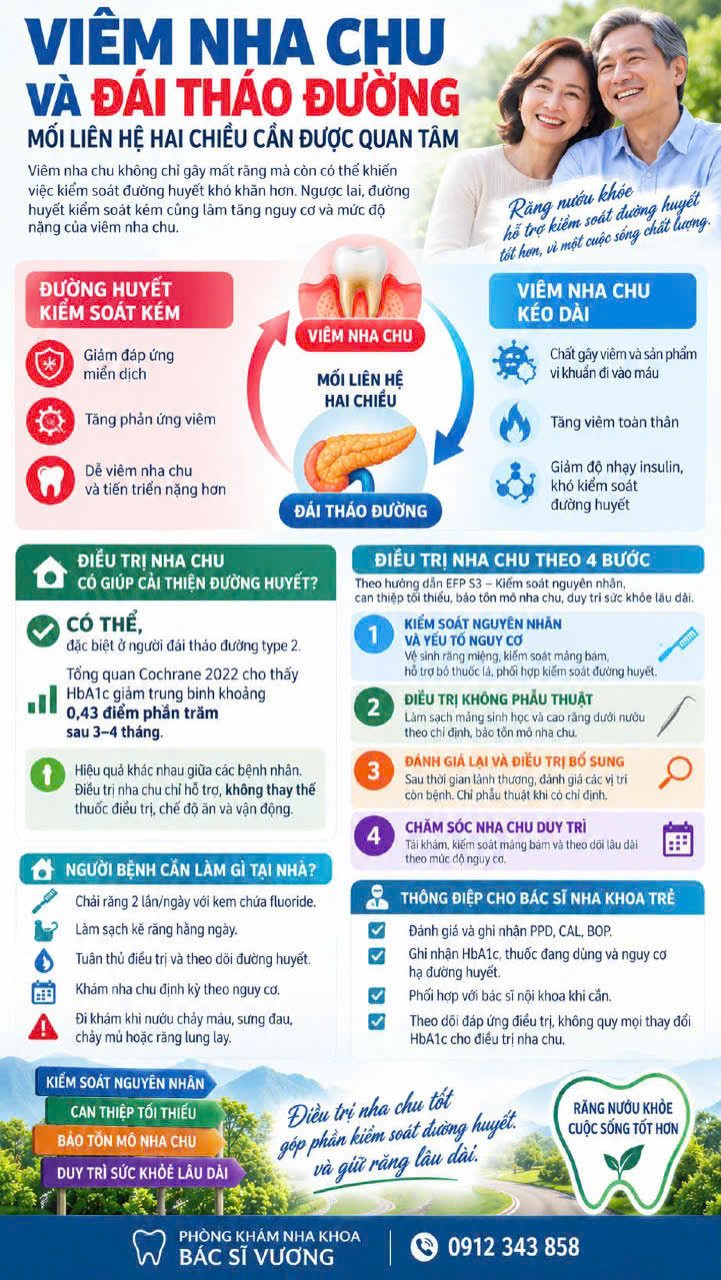 VIÊM NHA CHU
VÀ ĐÁI THÁO ĐƯỜNG
MỐI LIÊN HỆ HAI CHIỀU CẦN ĐƯỢC QUAN TÂM
Viêm nha chu không chỉ gây mất răng mà còn có thể khiến
việc kiểm soát đường huyết khó khăn hơn. Ngược lại, đường
huyết kiểm soát kém cũng làm tăng nguy cơ và mức độ
nặng của viêm nha chu.
Răng nướu khỏe
hỗ trợ kiểm soát đường huyết
tốt hơn, vì một cuộc sống chất lượng.
ĐƯỜNG HUYẾT
KIỂM SOÁT KÉM
Giảm đáp ứng
miễn dịch
Tăng phản ứng viêm
Dễ viêm nha chu
và tiến triển nặng hơn
VIÊM NHA CHU
MỐI LIÊN HỆ
HAI CHIỀU
ĐÁI THÁO ĐƯỜNG
VIÊM NHA CHU
KÉO DÀI
Chất gây viêm và sản phẩm
vi khuẩn đi vào máu
Tăng viêm toàn thân
Giảm độ nhạy insulin,
khó kiểm soát
đường huyết
ĐIỀU TRỊ NHA CHU
CÓ GIÚP CẢI THIỆN ĐƯỜNG HUYẾT?
CÓ THỂ,
đặc biệt ở người đái tháo đường type 2.
Tổng quan Cochrane 2022 cho thấy
HbA1c giảm trung bình khoảng
0,43 điểm phần trăm
sau 3–4 tháng.
Hiệu quả khác nhau giữa các bệnh nhân.
Điều trị nha chu chỉ hỗ trợ, không thay thế
thuốc điều trị, chế độ ăn và vận động.
ĐIỀU TRỊ NHA CHU THEO 4 BƯỚC
Theo hướng dẫn EFP S3 – Kiểm soát nguyên nhân,
can thiệp tối thiểu, bảo tồn mô nha chu, duy trì sức khỏe lâu dài.
1 KIỂM SOÁT NGUYÊN NHÂN
VÀ YẾU TỐ NGUY CƠ
Vệ sinh răng miệng, kiểm soát mảng bám,
hỗ trợ bỏ thuốc lá, phối hợp kiểm soát đường huyết.
2 ĐIỀU TRỊ KHÔNG PHẪU THUẬT
Làm sạch màng sinh học và cao răng dưới nướu
theo chỉ định, bảo tồn mô nha chu.
3 ĐÁNH GIÁ LẠI VÀ ĐIỀU TRỊ BỔ SUNG
Sau thời gian lành thương, đánh giá các vị trí
còn bệnh. Chỉ phẫu thuật khi có chỉ định.
4 CHĂM SÓC NHA CHU DUY TRÌ
Tái khám, kiểm soát mảng bám và theo dõi lâu dài
theo mức độ nguy cơ.
NGƯỜI BỆNH CẦN LÀM GÌ TẠI NHÀ?
Chải răng 2 lần/ngày với kem chứa fluoride.
Làm sạch kẽ răng hằng ngày.
Tuân thủ điều trị và theo dõi đường huyết.
Khám nha chu định kỳ theo nguy cơ.
Đi khám khi nướu chảy máu, sưng đau,
chảy mủ hoặc răng lung lay.
THÔNG ĐIỆP CHO BÁC SĨ NHA KHOA TRẺ
Đánh giá và ghi nhận PPD, CAL, BOP.
Ghi nhận HbA1c, thuốc đang dùng và nguy cơ
hạ đường huyết.
Phối hợp với bác sĩ nội khoa khi cần.
Theo dõi đáp ứng điều trị, không quy mọi thay đổi
HbA1c cho điều trị nha chu.
KIỂM SOÁT NGUYÊN NHÂN
CAN THIỆP TỐI THIỂU
BẢO TỒN MÔ NHA CHU
DUY TRÌ SỨC KHỎE LÂU DÀI
Điều trị nha chu tốt
góp phần kiểm soát đường huyết.
và giữ răng lâu dài.
RĂNG NƯỚU KHỎE
CUỘC SỐNG TỐT HƠN
PHÒNG KHÁM NHA KHOA
BÁC SĨ VƯƠNG
0912 343 858